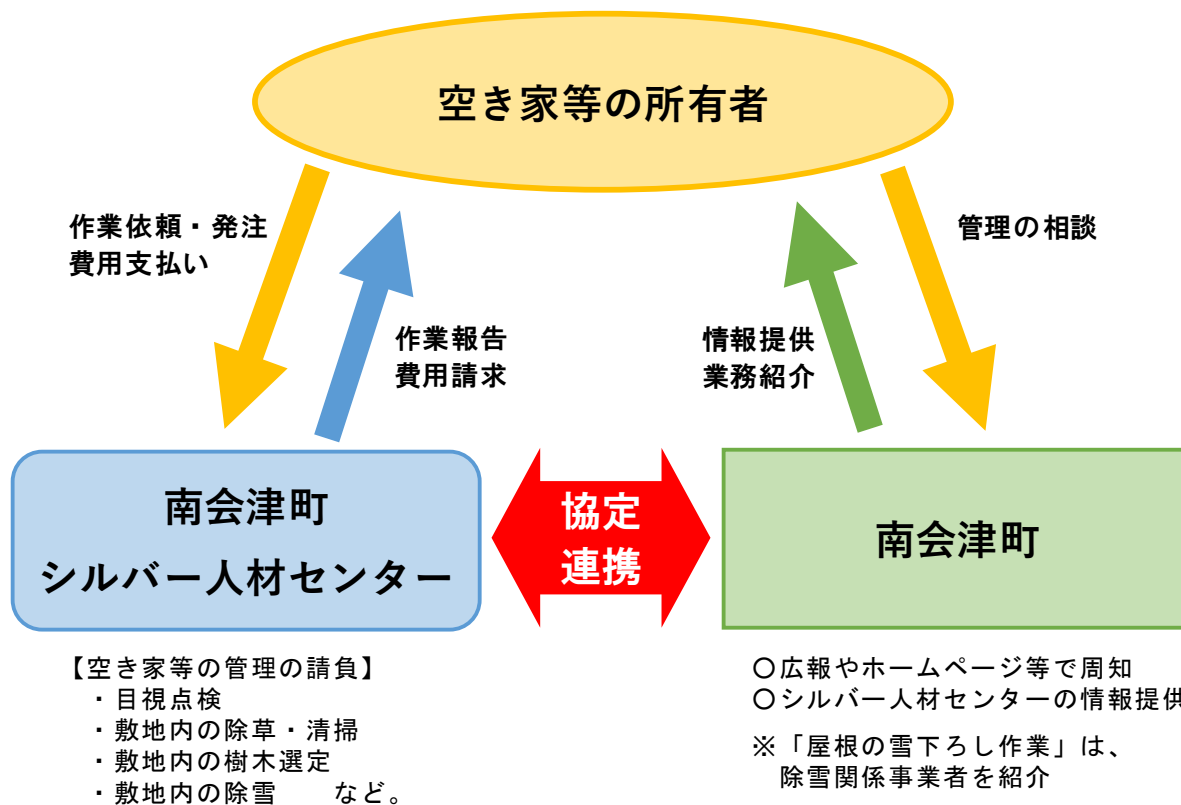 空き家等の所有者
作業依頼・発注
費用支払い
管理の相談
作業報告
費用請求
情報提供
業務紹介
南会津町
シルバー人材センター
協定
連携
南会津町
【空き家等の管理の請負】
・目視点検
・敷地内の除草・清掃
・敷地内の樹木選定
・敷地内の除雪　　など。
〇広報やホームページ等で周知
〇シルバー人材センターの情報提供
※「屋根の雪下ろし作業」は、
除雪関係事業者を紹介